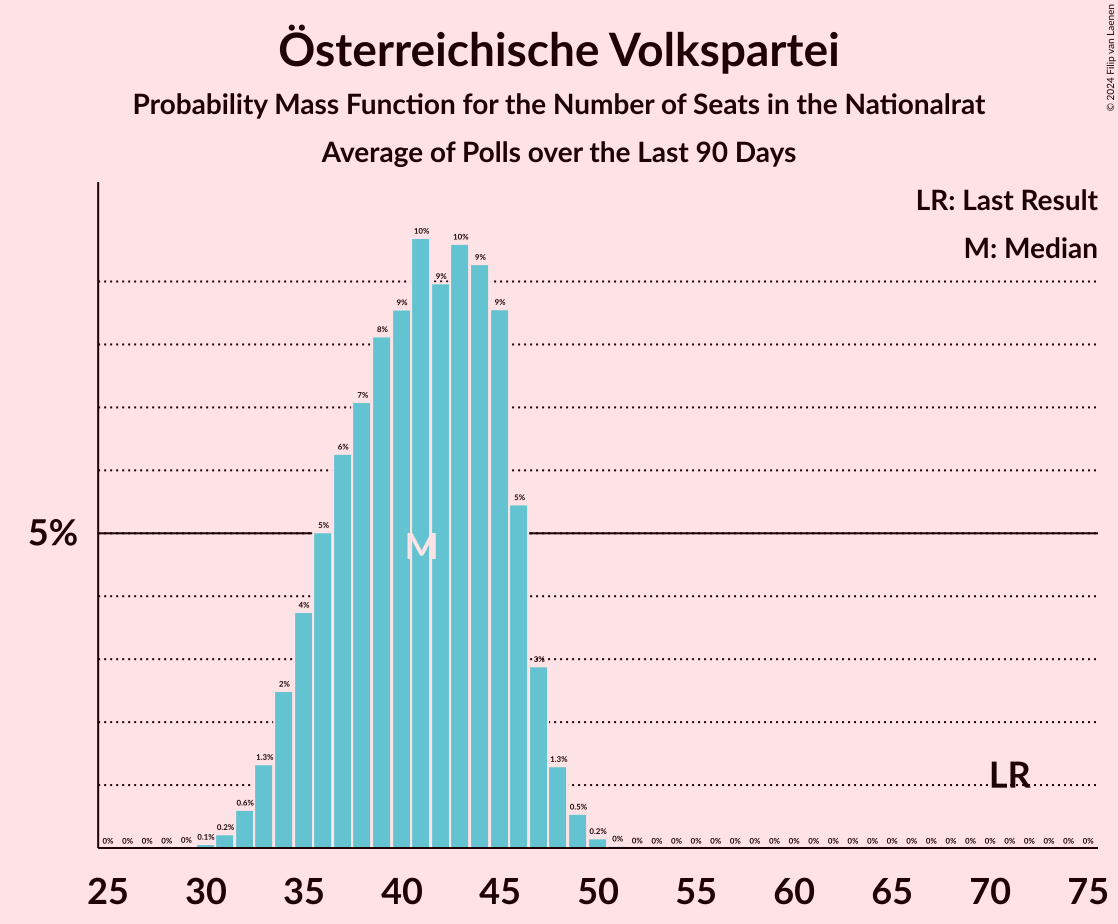 Österreichische Volkspartei
Probability Mass Function for the Number of Seats in the Nationalrat
Average of Polls over the Last 90 Days
© 2024 Filip van Laenen
LR: Last Result
M: Median
5%
0% 0% 0% 0% 0% 0.1% 0.2% 0.6% 1.3% 2% 4% 5% 6% 7% 8% 9% 10% 9% 10% 9% 9% 5% 3% 1.3% 0.5% 0.2% 0% 0% 0% 0% 0% 0% 0% 0% 0% 0% 0% 0% 0% 0% 0% 0% 0% 0% 0% 0% 0% 0% 0% 0% 0%
M
LR
25 30 35 40 45 50 55 60 65 70 75